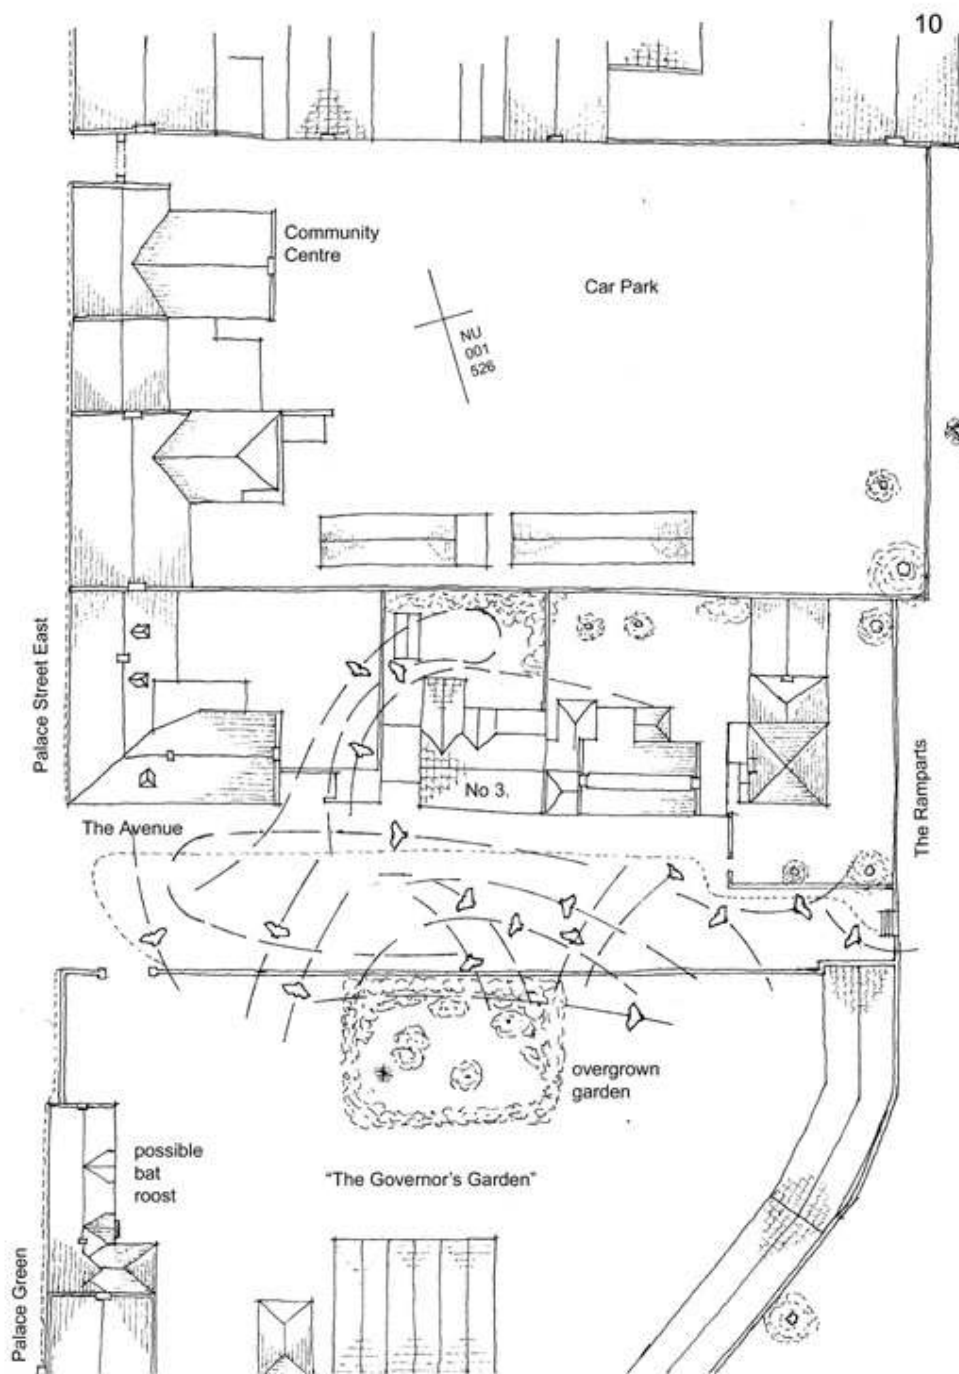 10
Community
Centre
Car Park
NU
001
526
Palace Street East
No 3.
The Avenue
The Ramparts
overgrown
garden
possible
bat
roost
"The Governor's Garden"
Palace Green